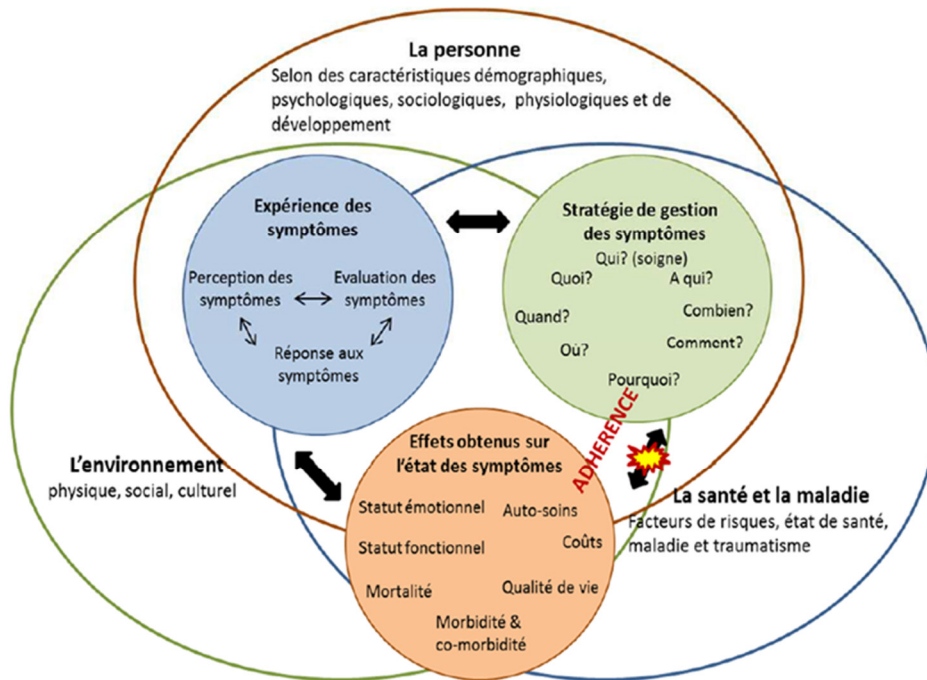 La personne
Selon des caractéristiques démographiques,
psychologiques, sociologiques, physiologiques et de
développement
Expérience des
symptômes
Perception des
symptômes
Evaluation des
symptômes
Réponse aux
symptômes
Stratégie de gestion
des symptômes
Qui? (soigne)
Quoi?
A qui?
Quand?
Combien?
Où?
Comment?
Pourquoi?
ADHERENCE
Effets obtenus sur
l'état des symptômes
Statut émotionnel
Auto-soins
Statut fonctionnel
Coûts
Mortalité
Qualité de vie
Morbidité &
co-morbidité
L'environnement
physique, social, culturel
La santé et la maladie
Facteurs de risques, état de santé,
maladie et traumatisme